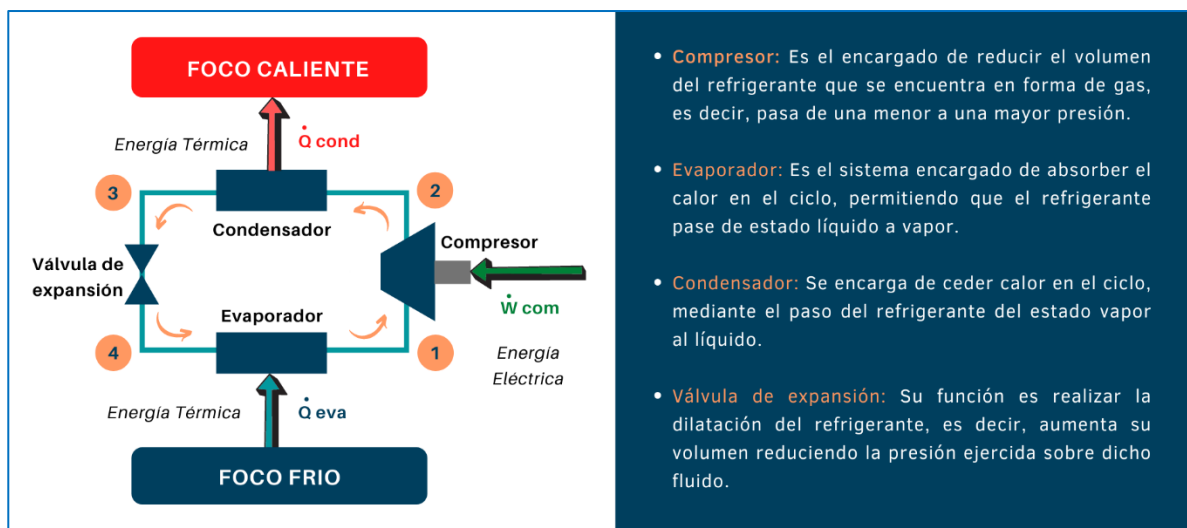 FOCO CALIENTE
Energía Térmica
Q̇ cond
3
2
Condensador
Compresor
Válvula de
expansión
Evaporador
Ẇ com
4
1
Energía
Eléctrica
Energía Térmica
Q̇ eva
FOCO FRIO
• Compresor: Es el encargado de reducir el volumen
del refrigerante que se encuentra en forma de gas,
es decir, pasa de una menor a una mayor presión.
• Evaporador: Es el sistema encargado de absorber el
calor en el ciclo, permitiendo que el refrigerante
pase de estado líquido a vapor.
• Condensador: Se encarga de ceder calor en el ciclo,
mediante el paso del refrigerante del estado vapor
al líquido.
• Válvula de expansión: Su función es realizar la
dilatación del refrigerante, es decir, aumenta su
volumen reduciendo la presión ejercida sobre dicho
fluido.